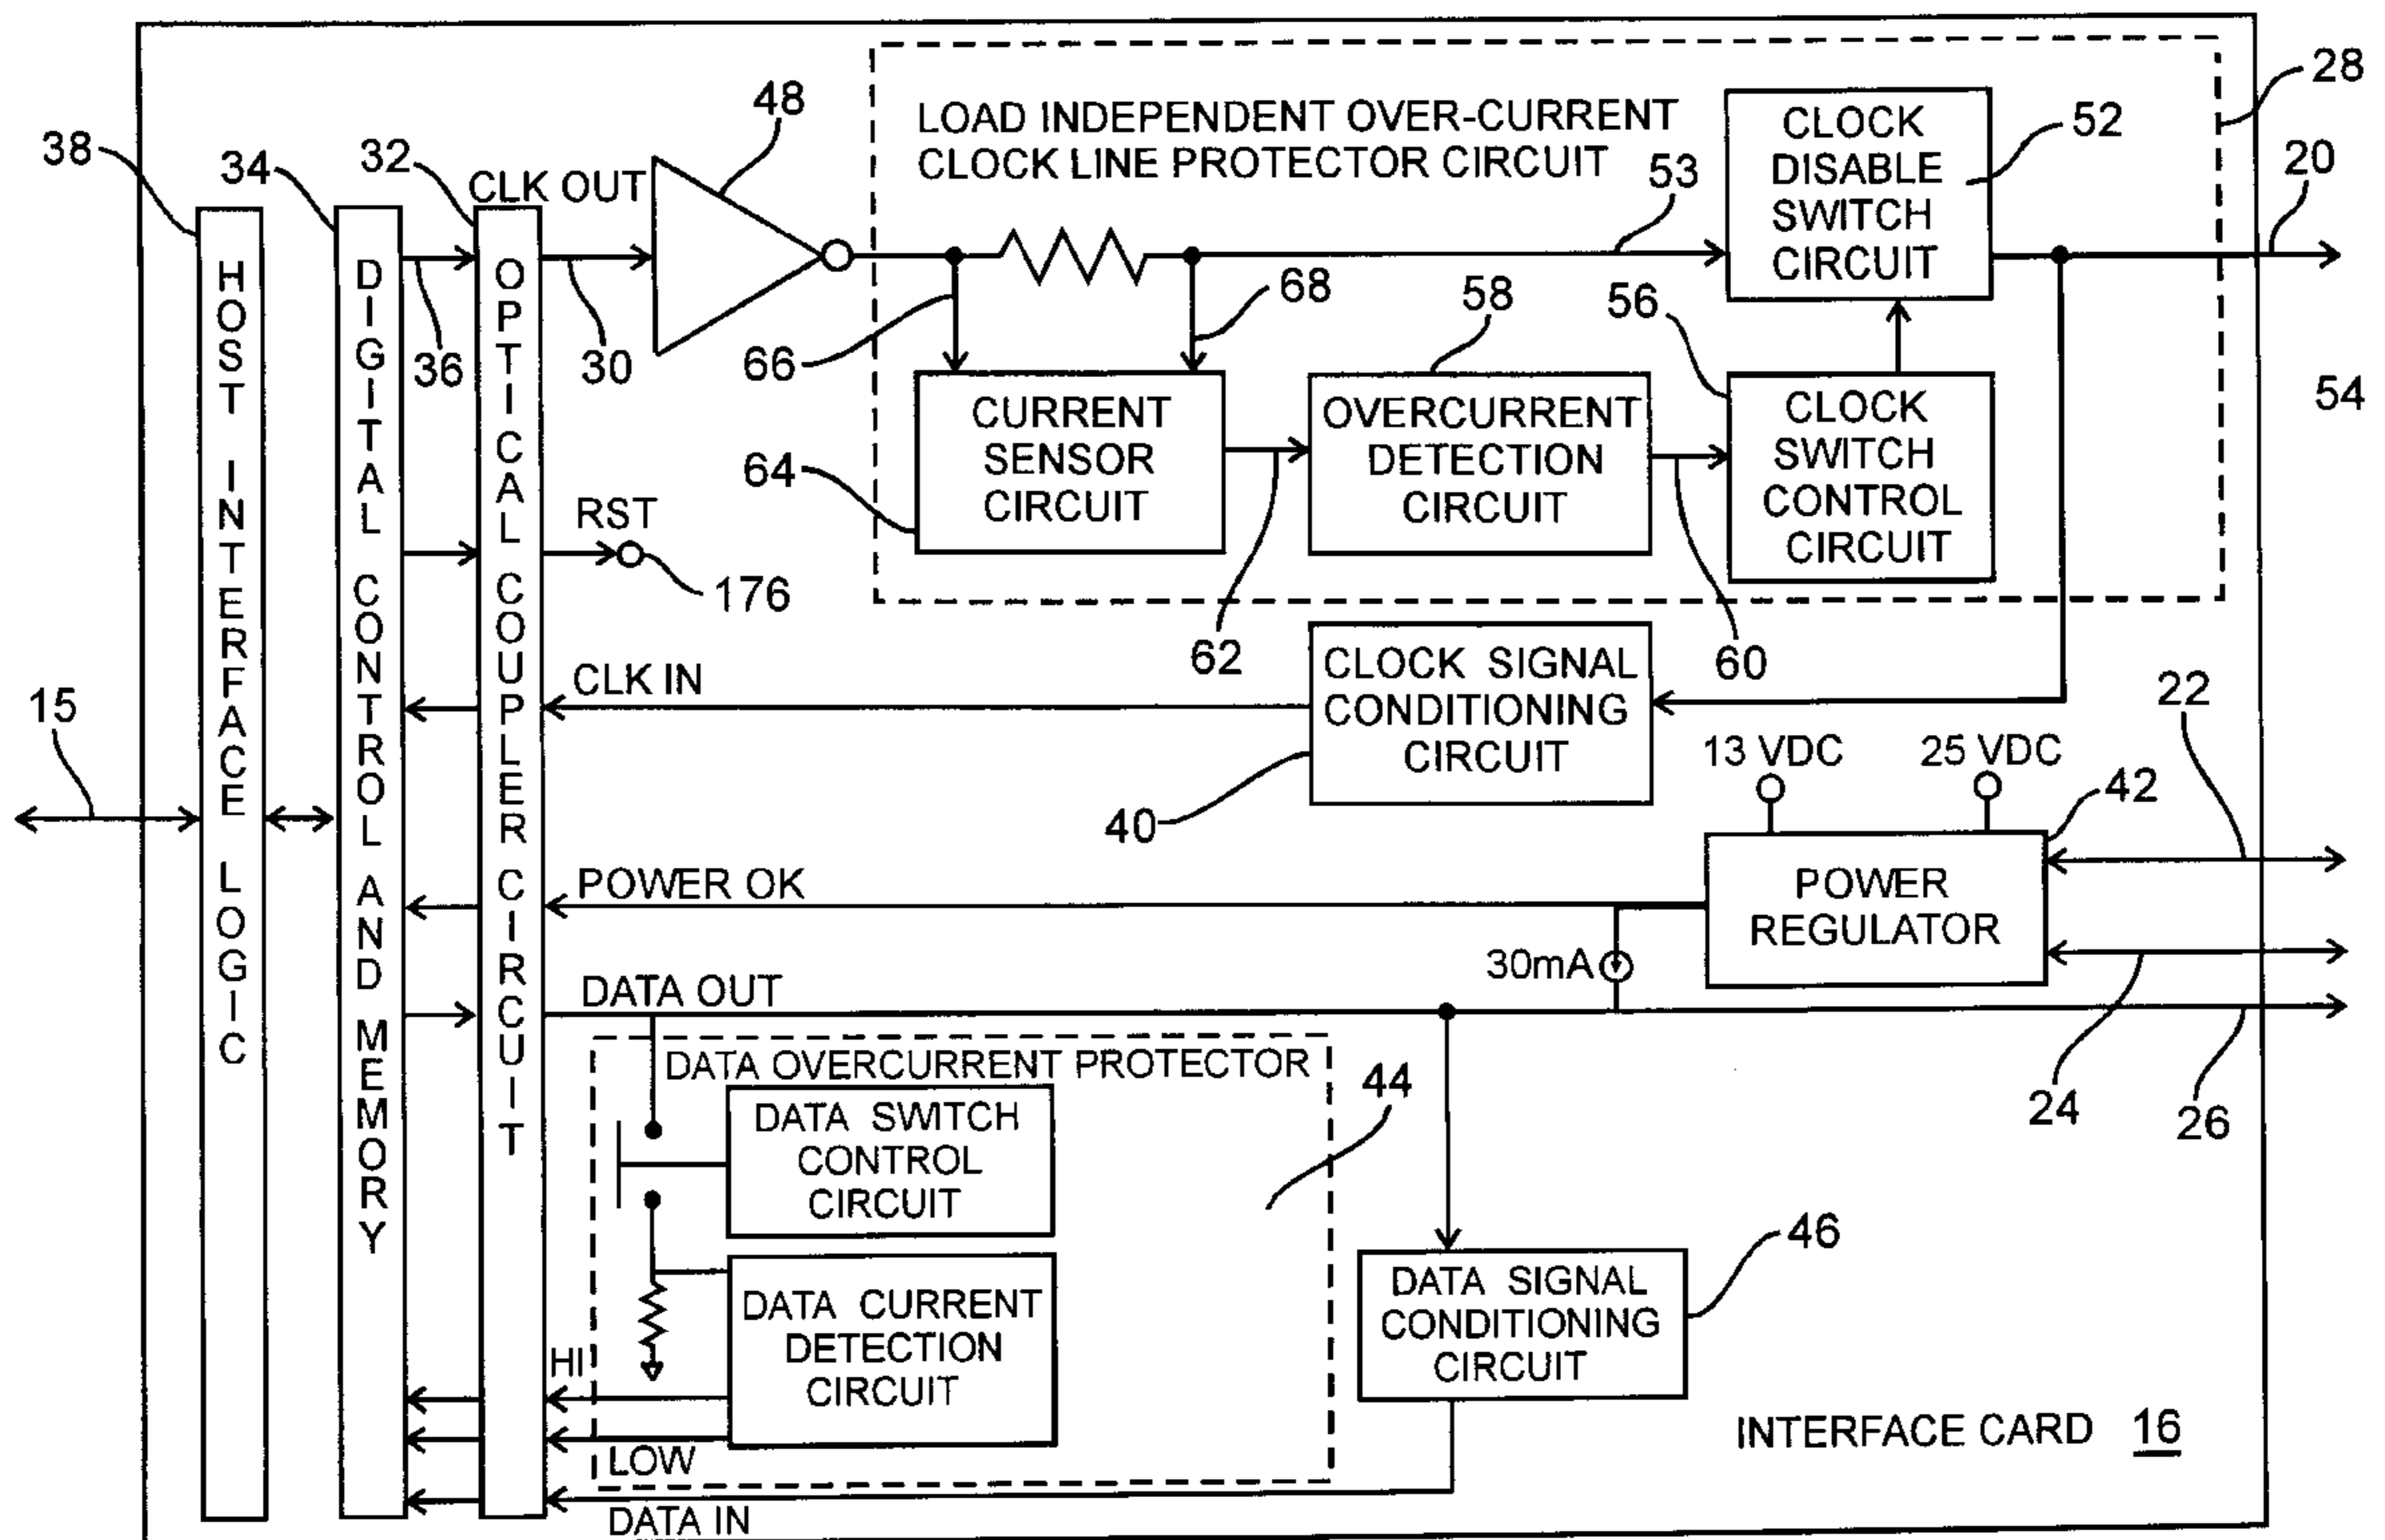 28
48
LOAD INDEPENDENT OVER-CURRENT
CLOCK LINE PROTECTOR CIRCUIT
CLOCK
DISABLE
SWITCH
CIRCUIT
52
20
38
34
32
CLK OUT
53
36
30
66
68
58
56
54
CURRENT
SENSOR
CIRCUIT
OVERCURRENT
DETECTION
CIRCUIT
CLOCK
SWITCH
CONTROL
CIRCUIT
64
62
60
HOST INTERFACE LOGIC
DIGITAL CONTROL AND MEMORY
OPTICAL COUPLER CIRCUIT
RST
176
CLK IN
CLOCK SIGNAL
CONDITIONING
CIRCUIT
40
15
22
13 VDC
25 VDC
42
POWER
REGULATOR
POWER OK
30mA
DATA OUT
24
26
DATA OVERCURRENT PROTECTOR
44
DATA SWITCH
CONTROL
CIRCUIT
DATA CURRENT
DETECTION
CIRCUIT
HI
LOW
46
DATA SIGNAL
CONDITIONING
CIRCUIT
DATA IN
INTERFACE CARD 16